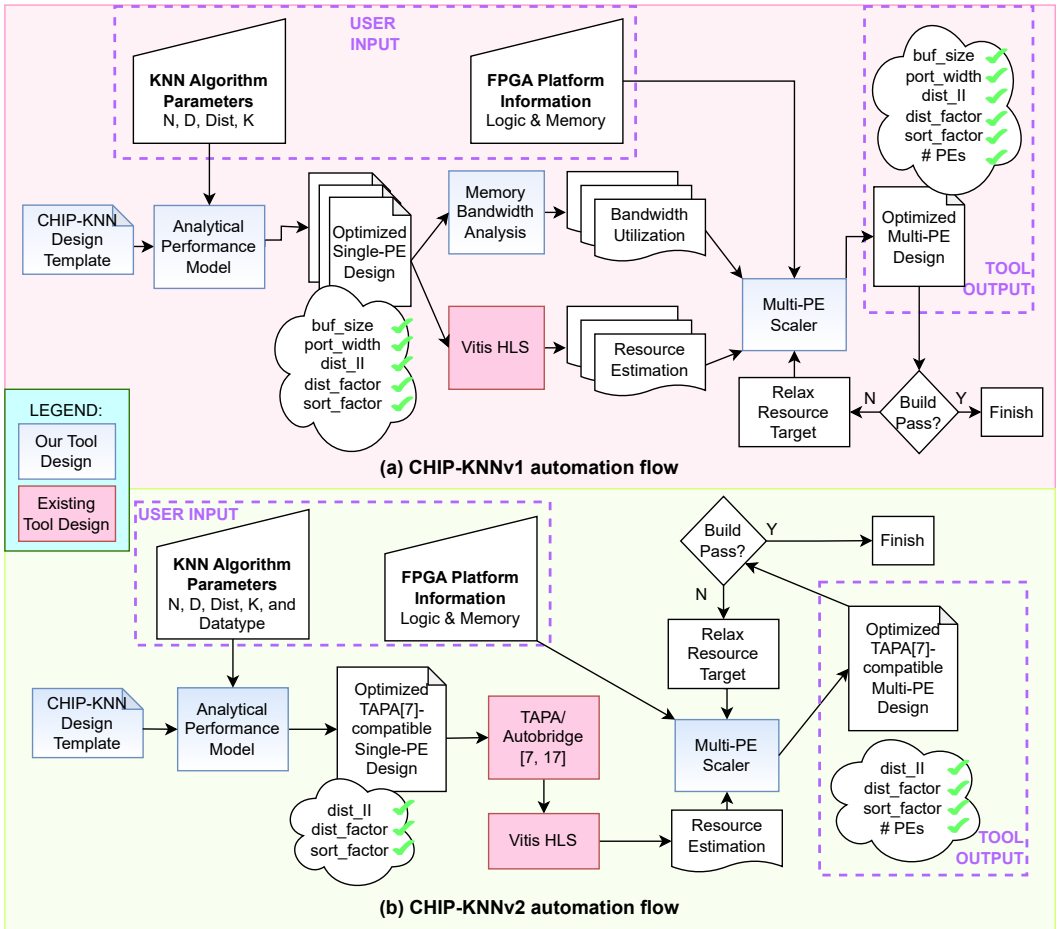 USER
INPUT
KNN Algorithm
Parameters
N, D, Dist, K
FPGA Platform
Information
Logic & Memory
buf_size
port_width
dist_II
dist_factor
sort_factor
# PEs
CHIP-KNN
Design
Template
Analytical
Performance
Model
Optimized
Single-PE
Design
Memory
Bandwidth
Analysis
Bandwidth
Utilization
Optimized
Multi-PE
Design
TOOL
OUTPUT
buf_size
port_width
dist_II
dist_factor
sort_factor
Vitis HLS
Resource
Estimation
Multi-PE
Scaler
Relax
Resource
Target
N
Build
Pass?
Y
Finish
(a) CHIP-KNNv1 automation flow
LEGEND:
Our Tool
Design
Existing
Tool Design
USER INPUT
KNN Algorithm
Parameters
N, D, Dist, K, and
Datatype
FPGA Platform
Information
Logic & Memory
Build
Pass?
Y
Finish
N
Relax
Resource
Target
CHIP-KNN
Design
Template
Analytical
Performance
Model
Optimized
TAPA[7]-
compatible
Single-PE
Design
dist_II
dist_factor
sort_factor
TAPA/
Autobridge
[7, 17]
Vitis HLS
Resource
Estimation
Multi-PE
Scaler
Optimized
TAPA[7]-
compatible
Multi-PE
Design
dist_II
dist_factor
sort_factor
# PEs
TOOL
OUTPUT
(b) CHIP-KNNv2 automation flow